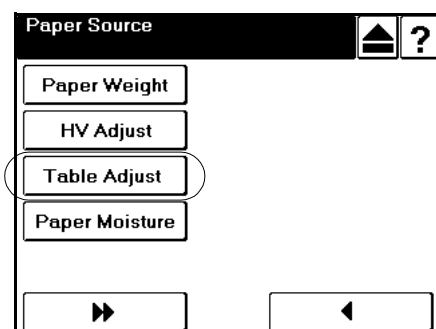 Paper Source
?
Paper Weight
HV Adjust
Table Adjust
Paper Moisture